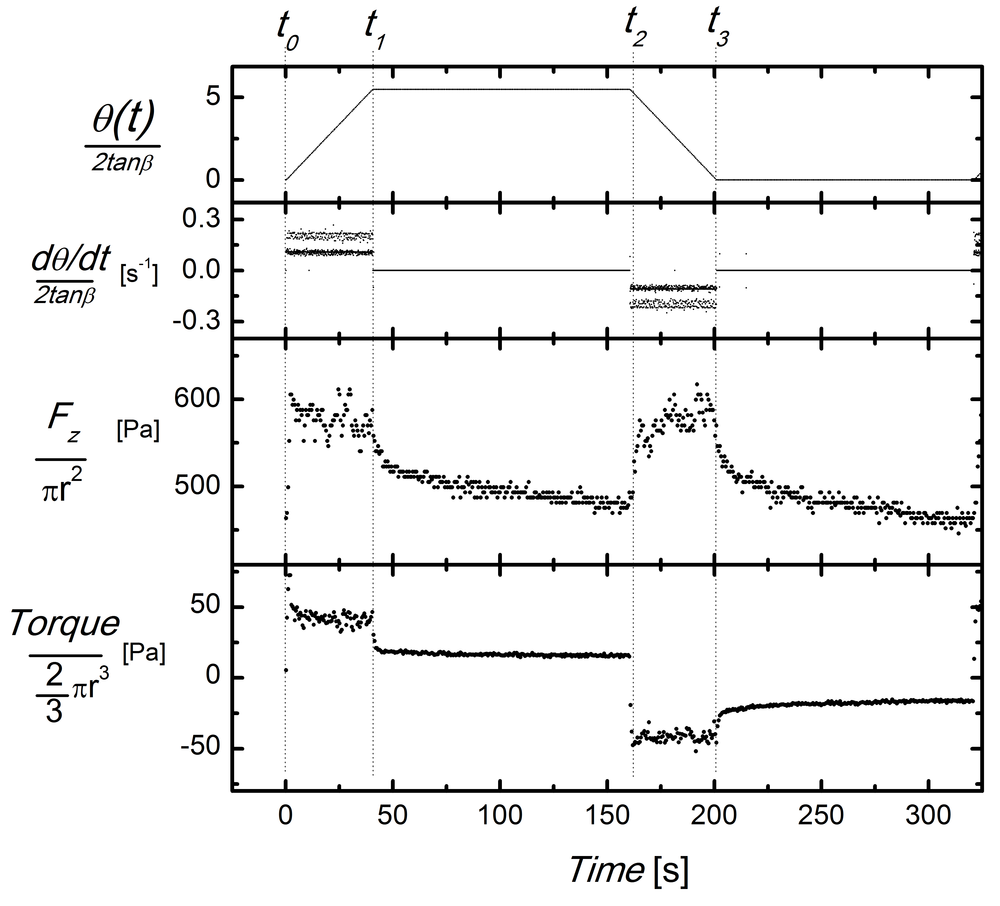 t0 t1 t2 t3
θ(t)
2tanβ
5
0
dθ/dt [s-1]
2tanβ
0.3
0.0
-0.3
Fz [Pa]
πr2
600
500
Torque [Pa]
2
3
πr3
50
0
-50
0 50 100 150 200 250 300
Time [s]